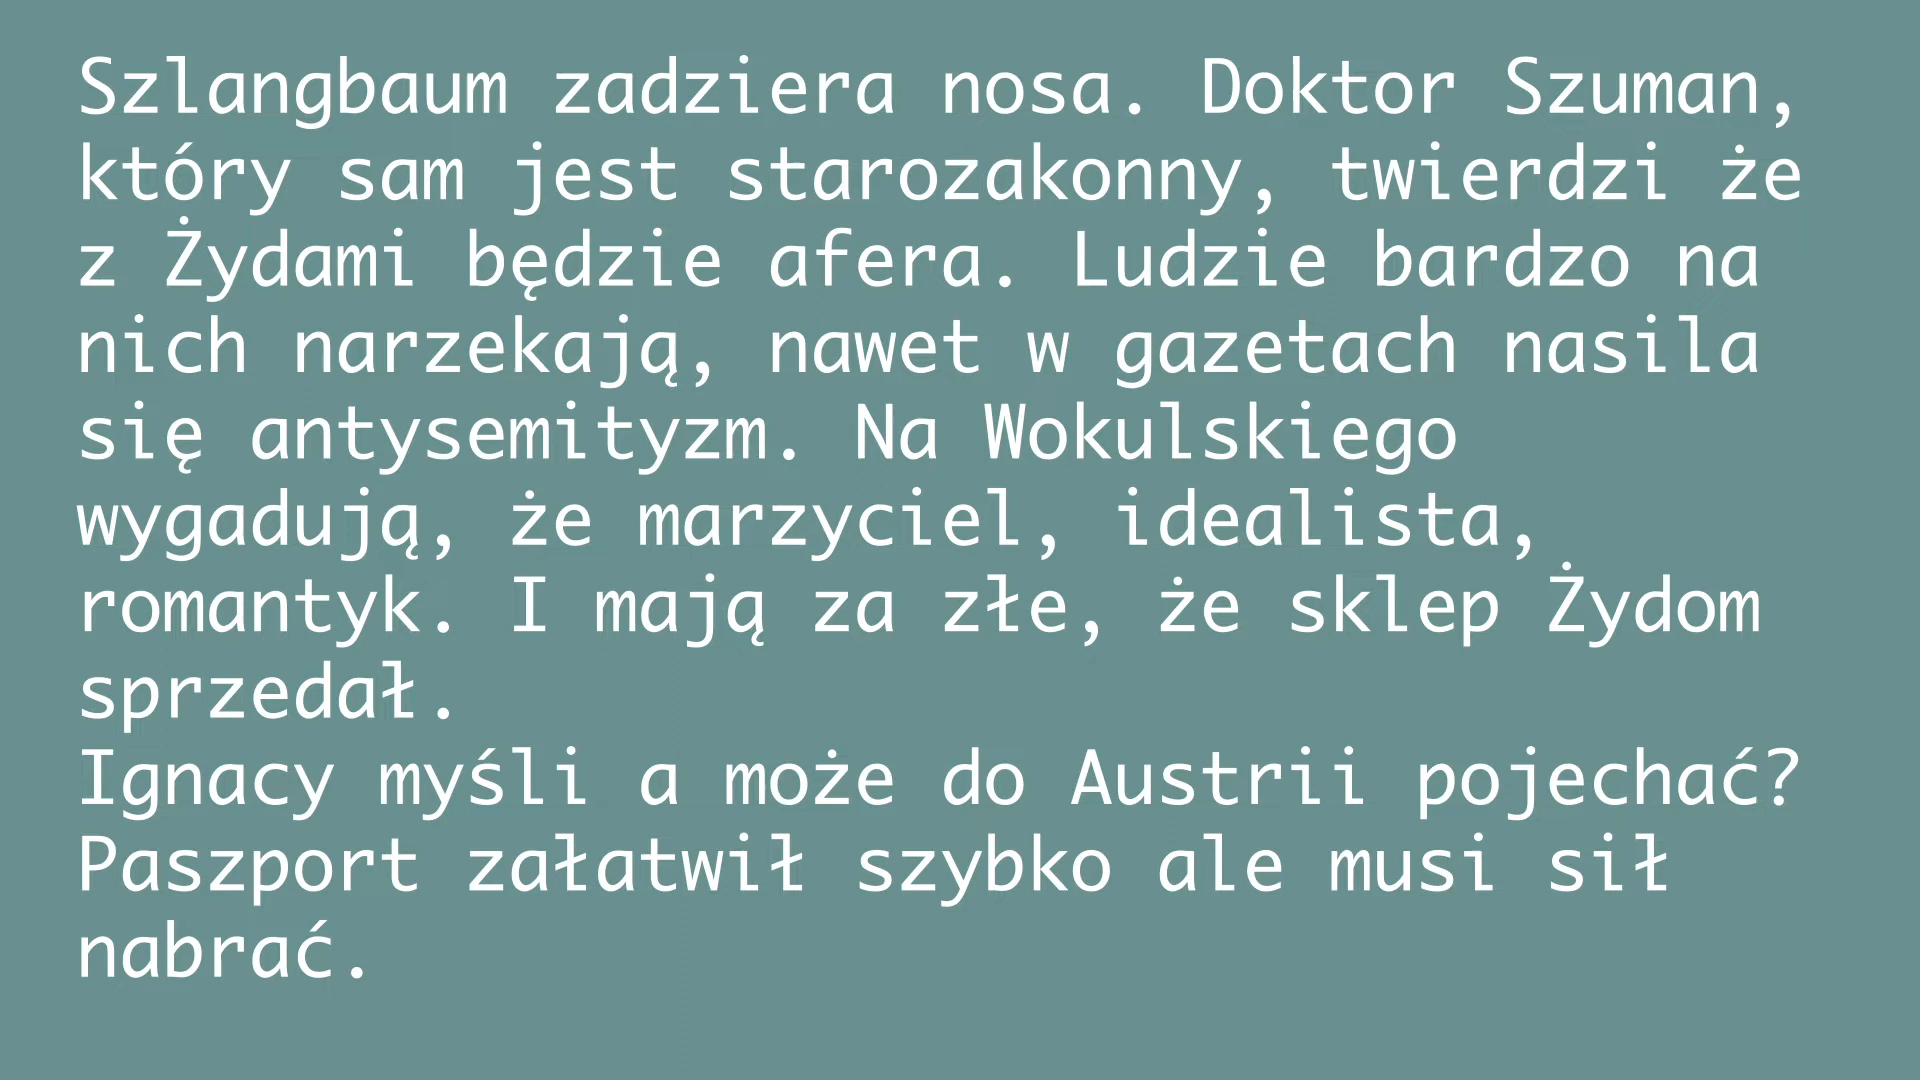 Szlangbaum zadziera nosa. Doktor Szuman,
który sam jest starozakonny, twierdzi że
z Żydami będzie afera. Ludzie bardzo na
nich narzekają, nawet w gazetach nasila
się antysemityzm. Na Wokulskiego
wygadują, że marzyciel, idealista,
romantyk. I mają za złe, że sklep Żydom
sprzedał.
Ignacy myśli a może do Austrii pojechać?
Paszport załatwił szybko ale musi sił
nabrać.